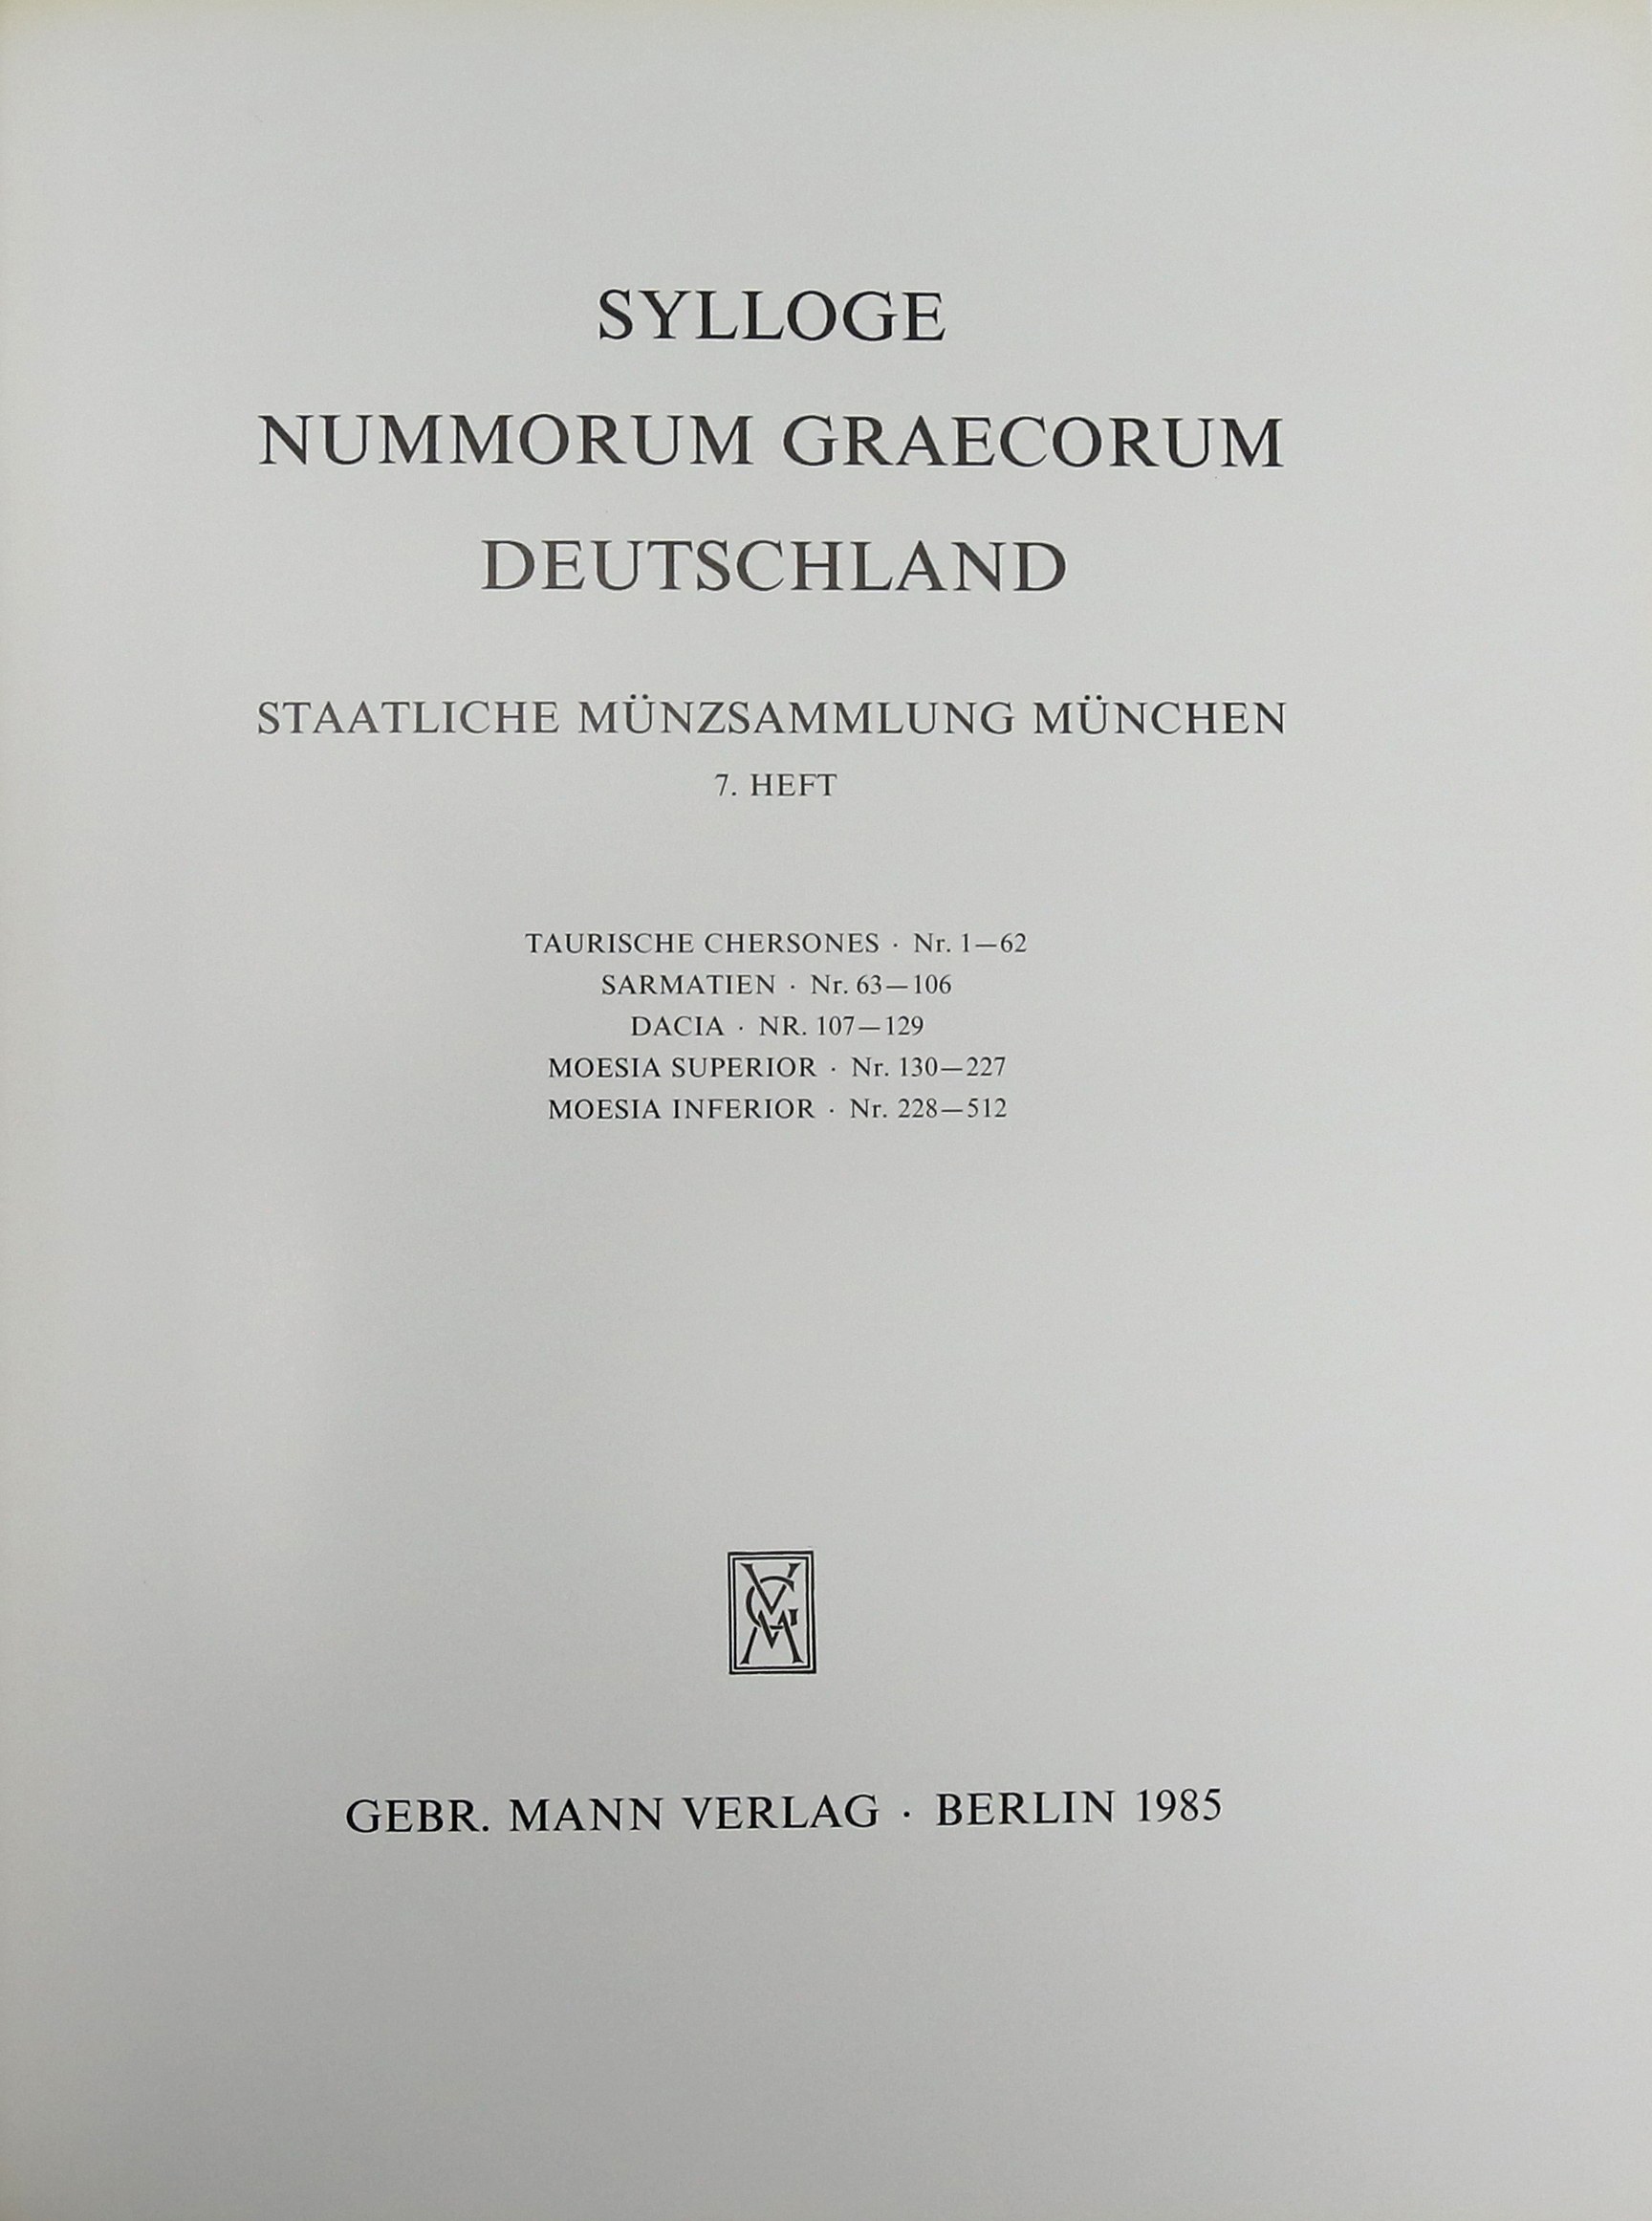 SYLLOGE
NUMMORUM GRAECORUM
DEUTSCHLAND
STAATLICHE MÜNZSAMMLUNG MÜNCHEN
7. HEFT
TAURISCHE CHERSONES · Nr. 1—62
SARMATIEN · Nr. 63—106
DACIA · NR. 107—129
MOESIA SUPERIOR · Nr. 130—227
MOESIA INFERIOR · Nr. 228—512
VGM
GEBR. MANN VERLAG · BERLIN 1985